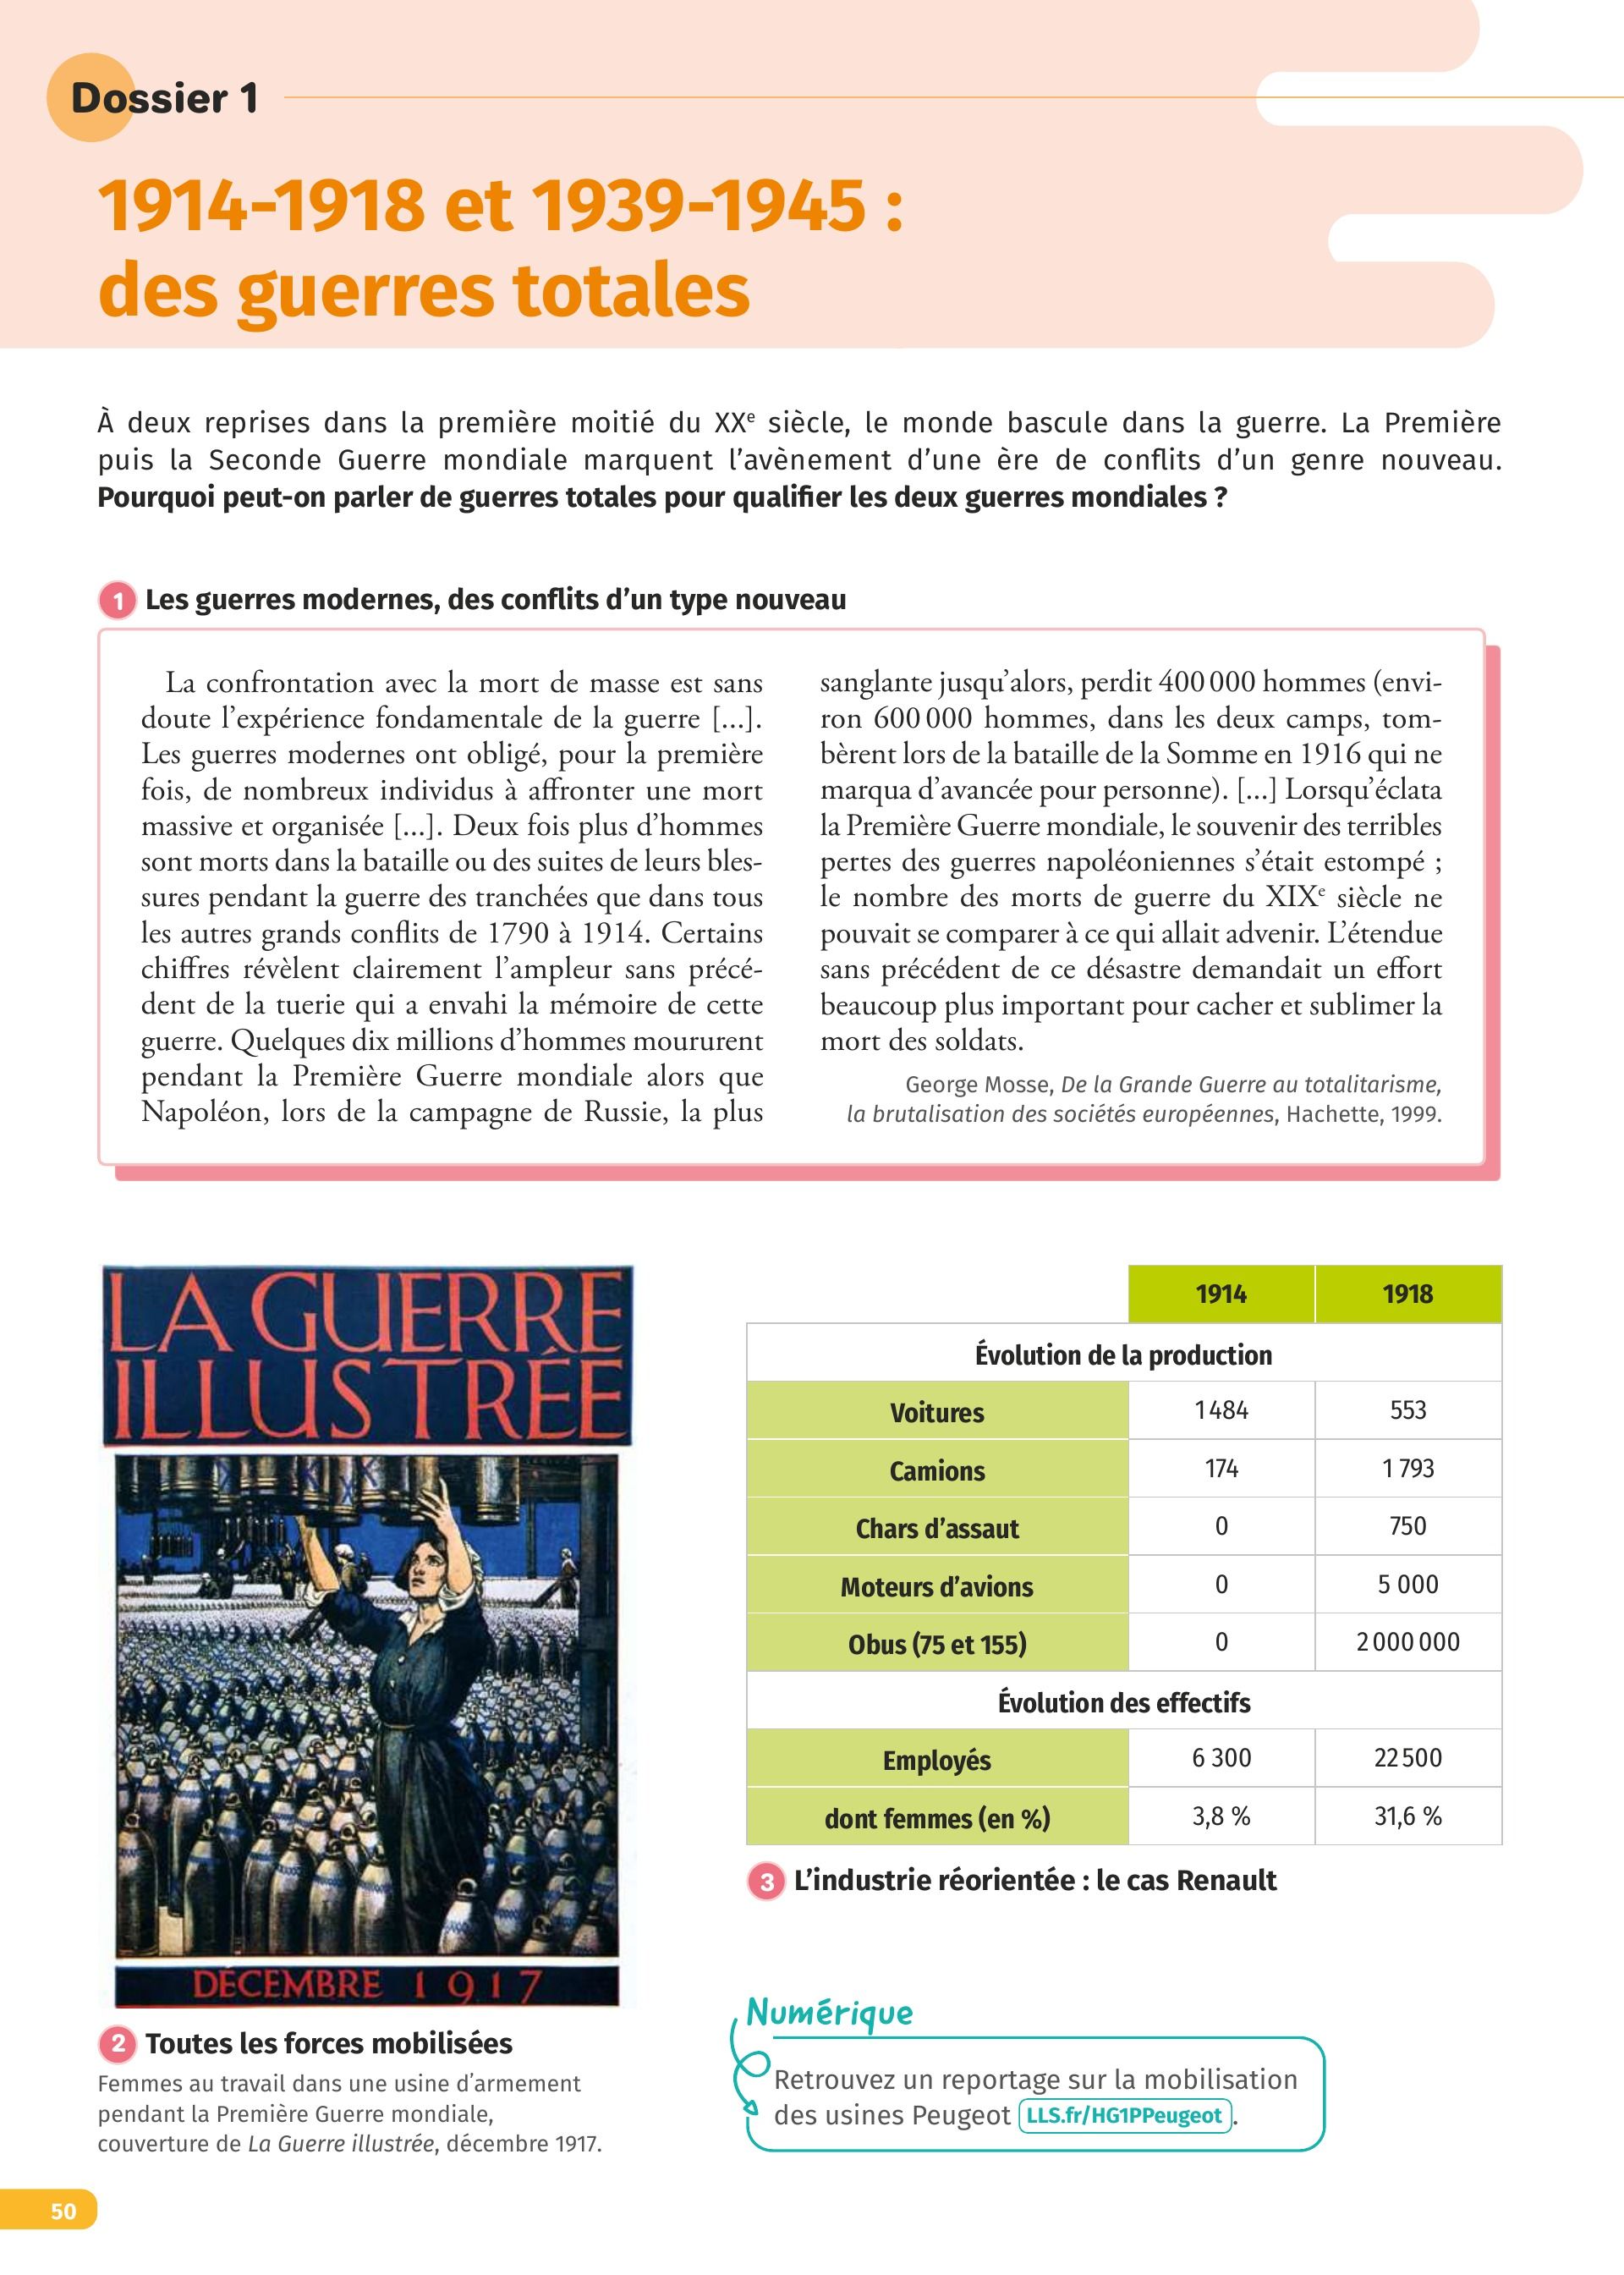 Dossier 1
1914-1918 et 1939-1945 :
des guerres totales
À deux reprises dans la première moitié du XXe siècle, le monde bascule dans la guerre. La Première
puis la Seconde Guerre mondiale marquent l’avènement d’une ère de conflits d’un genre nouveau.
Pourquoi peut-on parler de guerres totales pour qualifier les deux guerres mondiales ?
1 Les guerres modernes, des conflits d’un type nouveau
La confrontation avec la mort de masse est sans
doute l’expérience fondamentale de la guerre [...].
Les guerres modernes ont obligé, pour la première
fois, de nombreux individus à affronter une mort
massive et organisée [...]. Deux fois plus d’hommes
sont morts dans la bataille ou des suites de leurs bles-
sures pendant la guerre des tranchées que dans tous
les autres grands conflits de 1790 à 1914. Certains
chiffres révèlent clairement l’ampleur sans précé-
dent de la tuerie qui a envahi la mémoire de cette
guerre. Quelques dix millions d’hommes moururent
pendant la Première Guerre mondiale alors que
Napoléon, lors de la campagne de Russie, la plus
sanglante jusqu’alors, perdit 400 000 hommes (envi-
ron 600 000 hommes, dans les deux camps, tom-
bèrent lors de la bataille de la Somme en 1916 qui ne
marqua d’avancée pour personne). [...] Lorsqu’éclata
la Première Guerre mondiale, le souvenir des terribles
pertes des guerres napoléoniennes s’était estompé ;
le nombre des morts de guerre du XIXe siècle ne
pouvait se comparer à ce qui allait advenir. L’étendue
sans précédent de ce désastre demandait un effort
beaucoup plus important pour cacher et sublimer la
mort des soldats.
George Mosse, De la Grande Guerre au totalitarisme,
la brutalisation des sociétés européennes, Hachette, 1999.
LA GUERRE
ILLUSTRÉE
DÉCEMBRE 1917
2 Toutes les forces mobilisées
Femmes au travail dans une usine d’armement
pendant la Première Guerre mondiale,
couverture de La Guerre illustrée, décembre 1917.
1914 1918
Évolution de la production
Voitures 1 484 553
Camions 174 1 793
Chars d’assaut 0 750
Moteurs d’avions 0 5 000
Obus (75 et 155) 0 2 000 000
Évolution des effectifs
Employés 6 300 22 500
dont femmes (en %) 3,8 % 31,6 %
3 L’industrie réorientée : le cas Renault
Numérique
Retrouvez un reportage sur la mobilisation
des usines Peugeot LLS.fr/HG1PPeugeot .
50